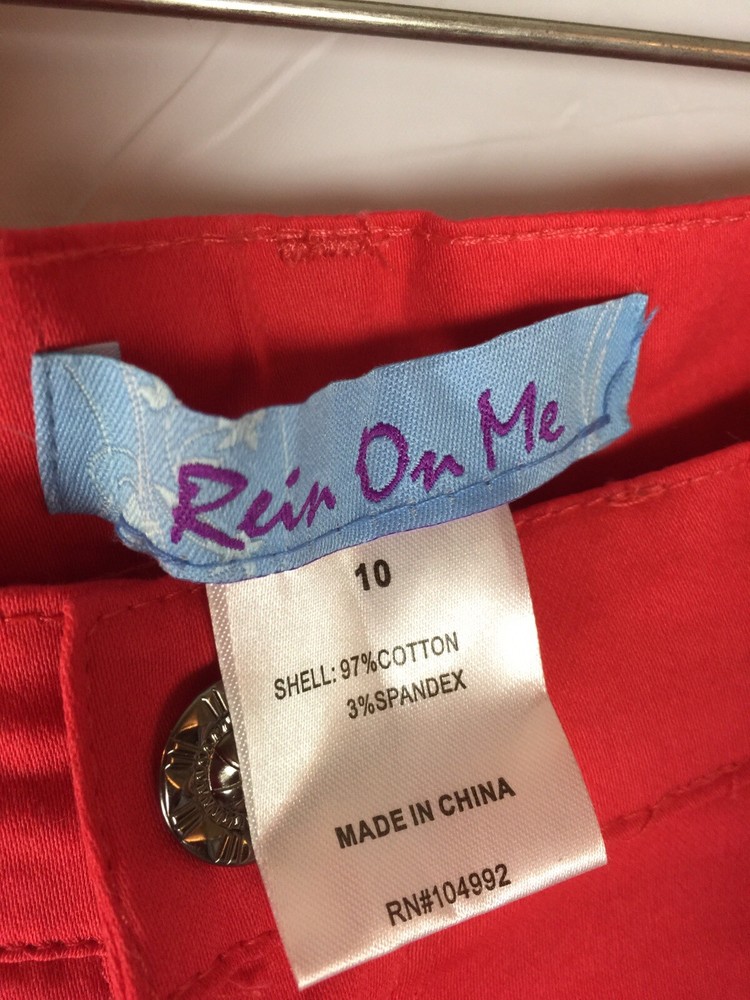 Rein On Me
10
SHELL: 97%COTTON
3%SPANDEX
MADE IN CHINA
RN#104992